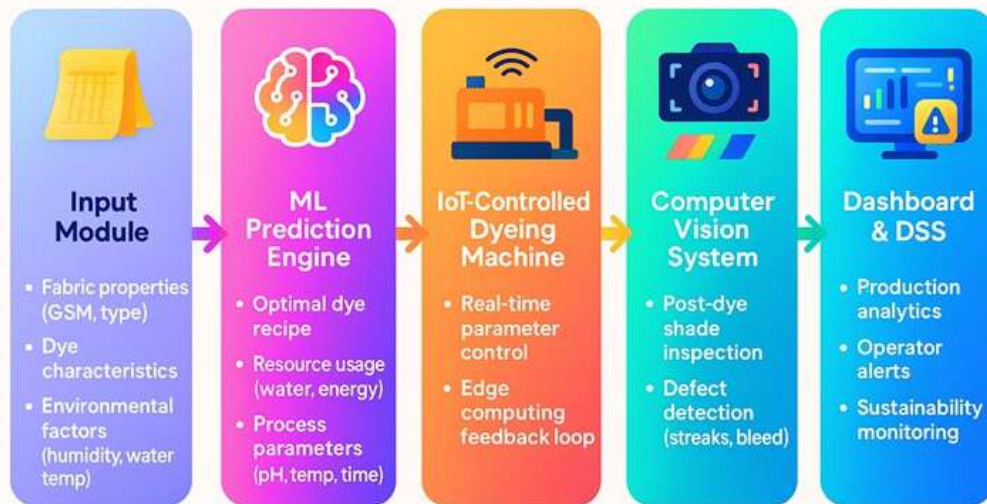 Input
Module
• Fabric properties
(GSM, type)
• Dye
characteristics
• Environmental
factors
(humidity, water
temp)
ML
Prediction
Engine
• Optimal dye
recipe
• Resource usage
(water, energy)
• Process
parameters
(pH, temp, time)
IoT-Controlled
Dyeing
Machine
• Real-time
parameter
control
• Edge
computing
feedback loop
Computer
Vision
System
• Post-dye
shade
inspection
• Defect
detection
(streaks, bleed)
Dashboard
& DSS
• Production
analytics
• Operator
alerts
• Sustainability
monitoring